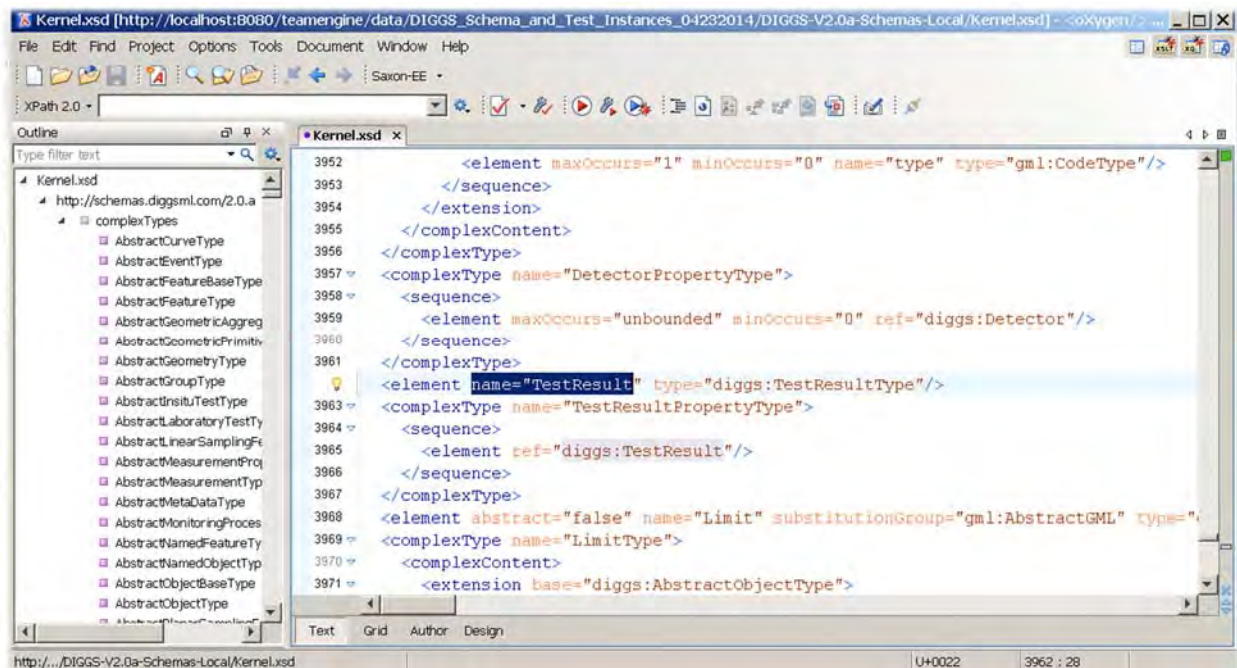 Kernel.xsd [http://localhost:8080/teamengine/data/DIGGS_Schema_and_Test_Instances_04232014/DIGGS-V2.0a-Schemas-Local/Kernel.xsd] - <oXygen/> ...
File Edit Find Project Options Tools Document Window Help
Saxon-EE
XPath 2.0
Outline
Kernel.xsd ×
Type filter text
Kernel.xsd
http://schemas.diggsml.com/2.0.a
complexTypes
AbstractCurveType
AbstractEventType
AbstractFeatureBaseType
AbstractFeatureType
AbstractGeometricAggreg
AbstractGeometricPrimitiv
AbstractGeometryType
AbstractGroupType
AbstractInsituTestType
AbstractLaboratoryTestTy
AbstractLinearSamplingFe
AbstractMeasurementProp
AbstractMeasurementTyp
AbstractMetaDataType
AbstractMonitoringProces
AbstractNamedFeatureTy
AbstractNamedObjectTyp
AbstractObjectBaseType
AbstractObjectType
3952 <element maxOccurs="1" minOccurs="0" name="type" type="gml:CodeType"/>
3953 </sequence>
3954 </extension>
3955 </complexContent>
3956 </complexType>
3957 <complexType name="DetectorPropertyType">
3958 <sequence>
3959 <element maxOccurs="unbounded" minOccurs="0" ref="diggs:Detector"/>
3960 </sequence>
3961 </complexType>
<element name="TestResult" type="diggs:TestResultType"/>
3963 <complexType name="TestResultPropertyType">
3964 <sequence>
3965 <element ref="diggs:TestResult"/>
3966 </sequence>
3967 </complexType>
3968 <element abstract="false" name="Limit" substitutionGroup="gml:AbstractGML" type="
3969 <complexType name="LimitType">
3970 <complexContent>
3971 <extension base="diggs:AbstractObjectType">
Text Grid Author Design
http:/.../DIGGS-V2.0a-Schemas-Local/Kernel.xsd U+0022 3962 : 28